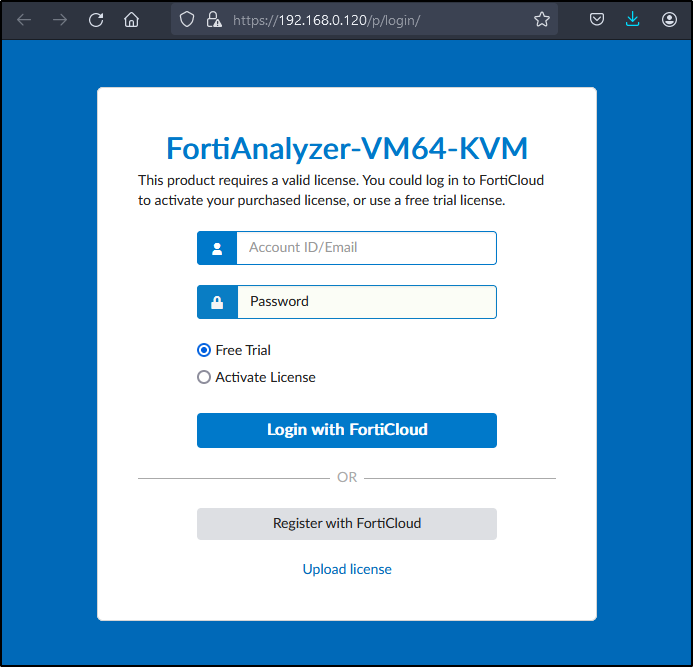 https://192.168.0.120/p/login/
FortiAnalyzer-VM64-KVM
This product requires a valid license. You could log in to FortiCloud
to activate your purchased license, or use a free trial license.
Account ID/Email
Password
Free Trial
Activate License
Login with FortiCloud
OR
Register with FortiCloud
Upload license